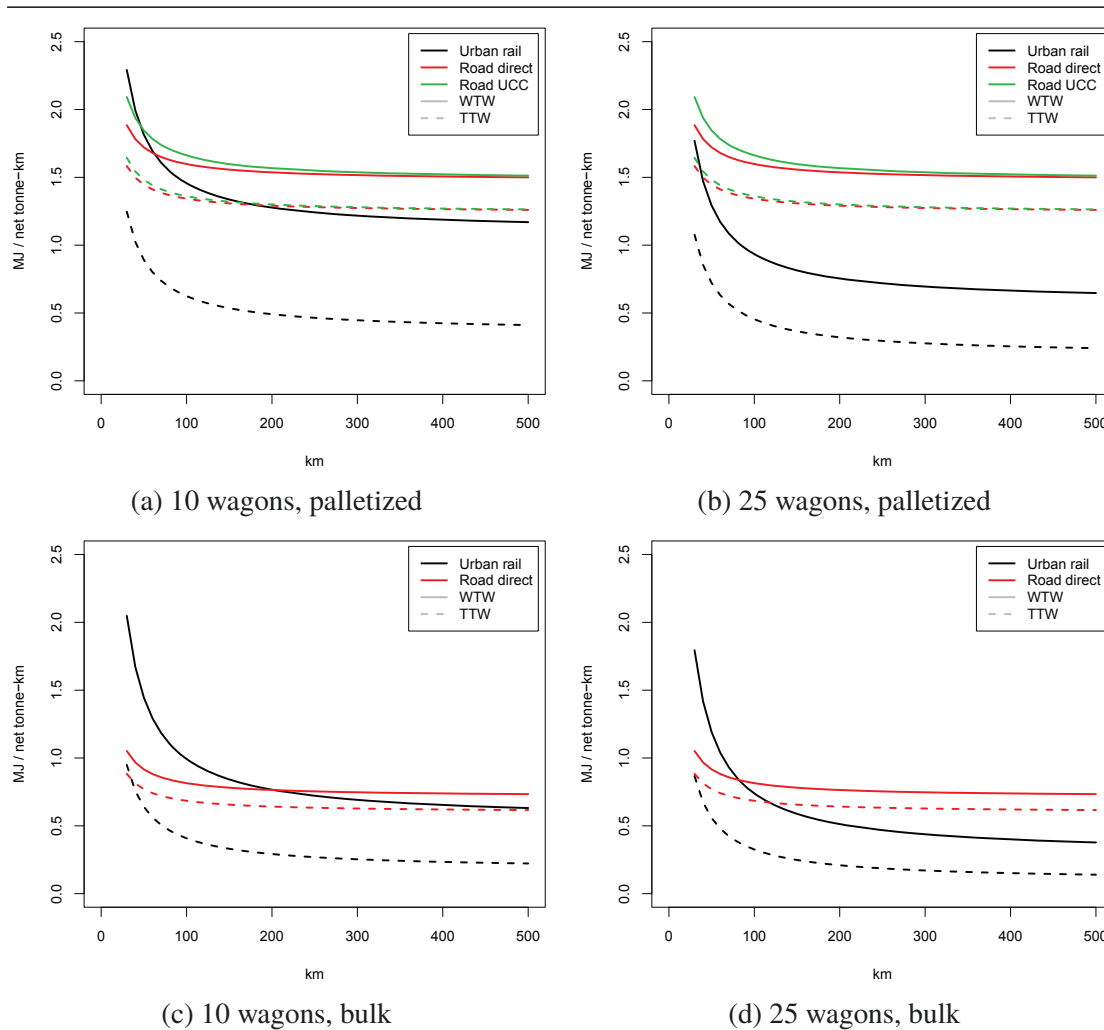 2.5
2.0
1.5
1.0
0.5
0.0
MJ / net tonne-km
0 100 200 300 400 500
km
Urban rail
Road direct
Road UCC
WTW
TTW
(a) 10 wagons, palletized
2.5
2.0
1.5
1.0
0.5
0.0
MJ / net tonne-km
0 100 200 300 400 500
km
Urban rail
Road direct
Road UCC
WTW
TTW
(b) 25 wagons, palletized
2.5
2.0
1.5
1.0
0.5
0.0
MJ / net tonne-km
0 100 200 300 400 500
km
Urban rail
Road direct
WTW
TTW
(c) 10 wagons, bulk
2.5
2.0
1.5
1.0
0.5
0.0
MJ / net tonne-km
0 100 200 300 400 500
km
Urban rail
Road direct
WTW
TTW
(d) 25 wagons, bulk